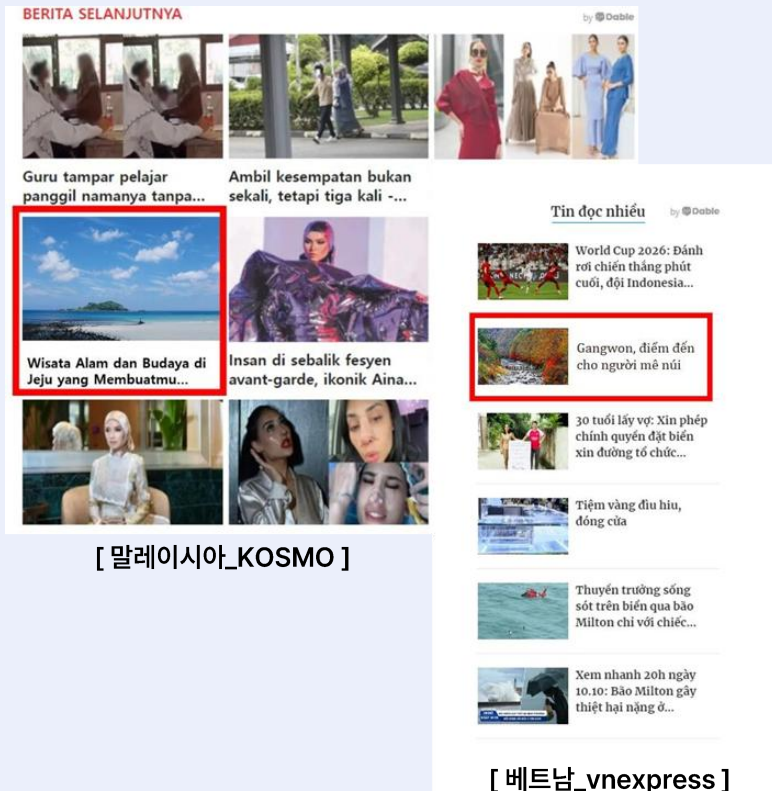 BERITA SELANJUTNYA
by Dable
Guru tampar pelajar
panggil namanya tanpa...
Ambil kesempatan bukan
sekali, tetapi tiga kali -...
Wisata Alam dan Budaya di
Jeju yang Membuatmu...
Insan di sebalik fesyen
avant-garde, ikonik Aina...
[ 말레이시아_KOSMO ]
Tin đọc nhiều
by Dable
World Cup 2026: Đánh
rơi chiến thắng phút
cuối, đội Indonesia...
Gangwon, điểm đến
cho người mê núi
30 tuổi lấy vợ: Xin phép
chính quyền đặt biển
xin đường tổ chức...
Tiệm vàng đìu hiu,
đóng cửa
Thuyền trưởng sống
sót trên biển qua bão
Milton chỉ với chiếc...
Xem nhanh 20h ngày
10.10: Bão Milton gây
thiệt hại nặng ở...
[ 베트남_vnexpress ]